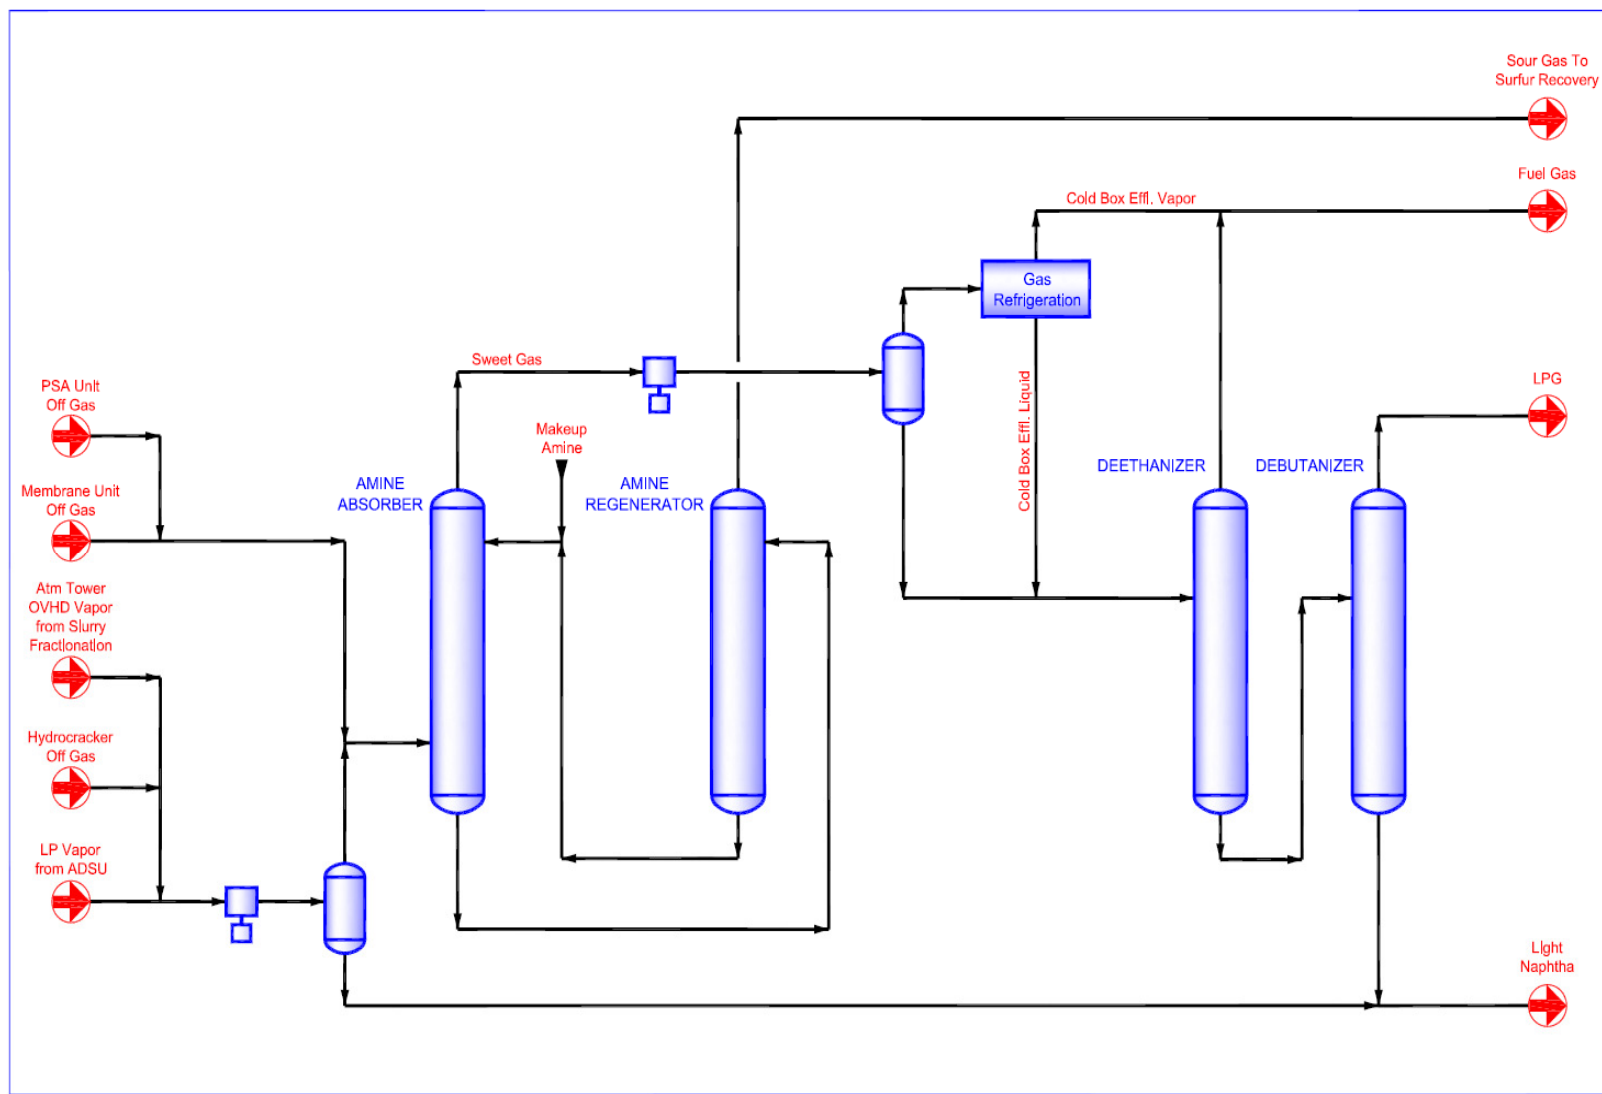 Sour Gas To
Surfur Recovery
Fuel Gas
Cold Box Effl. Vapor
Gas
Refrigeration
Sweet Gas
PSA Unit
Off Gas
LPG
Makeup
Amine
Cold Box Effl. Liquid
DEETHANIZER
DEBUTANIZER
AMINE
ABSORBER
AMINE
REGENERATOR
Membrane Unit
Off Gas
Atm Tower
OVHD Vapor
from Slurry
Fractionation
Hydrocracker
Off Gas
LP Vapor
from ADSU
Light
Naphtha